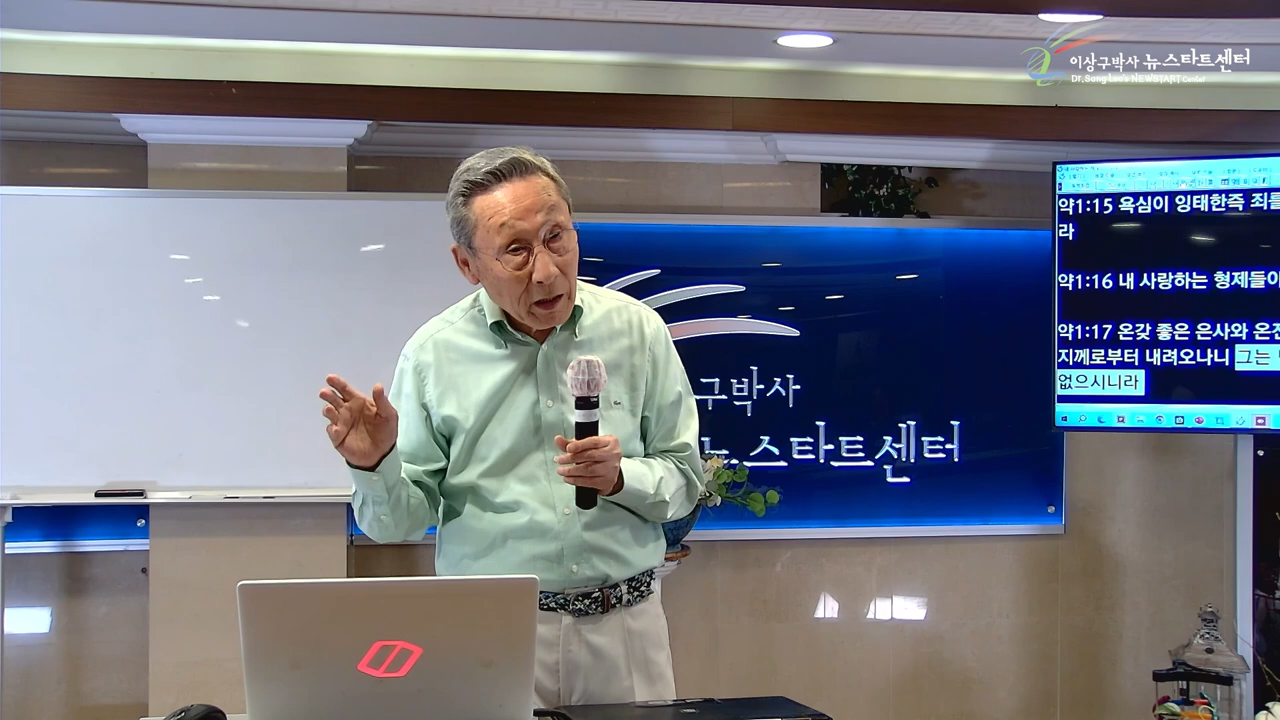 이상구박사 뉴스타트센터
Dr. Sang Lee's NEWSTART Center
약1:15 욕심이 잉태한즉 죄를
라
약1:16 내 사랑하는 형제들아
약1:17 온갖 좋은 은사와 온전
지께로부터 내려오나니 그는
없으시니라
구박사
뉴스타트센터